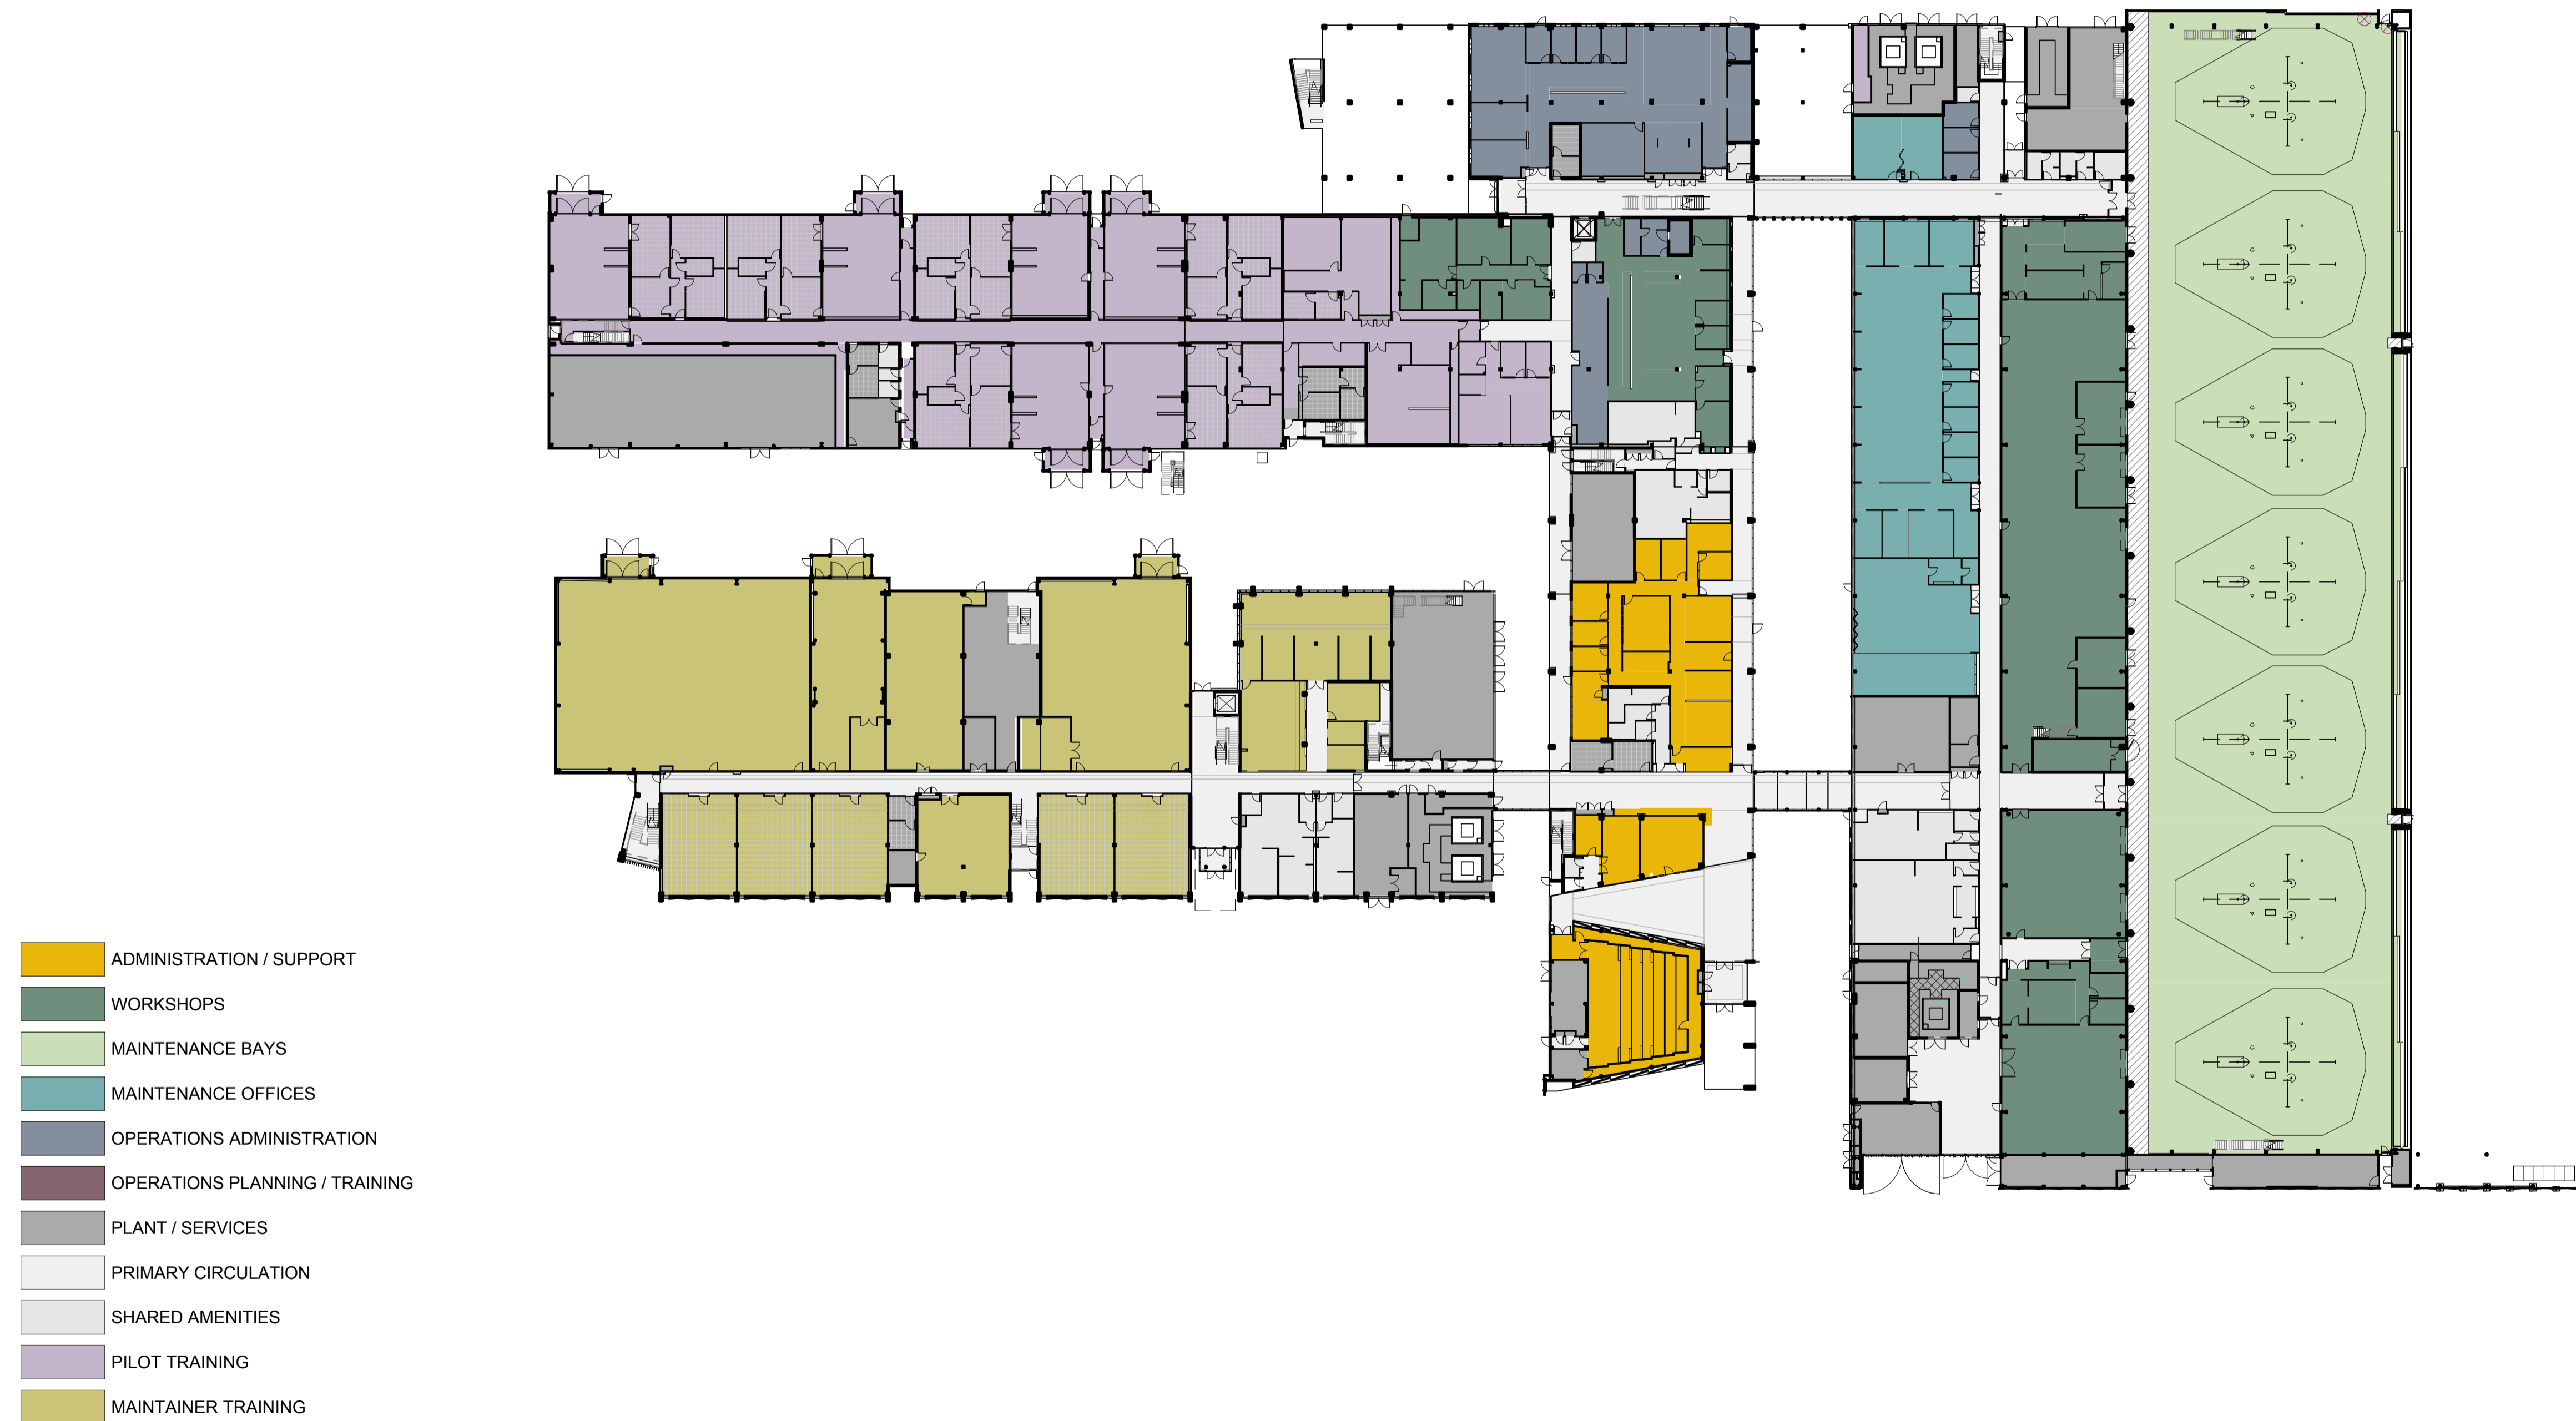 ADMINISTRATION / SUPPORT
WORKSHOPS
MAINTENANCE BAYS
MAINTENANCE OFFICES
OPERATIONS ADMINISTRATION
OPERATIONS PLANNING / TRAINING
PLANT / SERVICES
PRIMARY CIRCULATION
SHARED AMENITIES
PILOT TRAINING
MAINTAINER TRAINING